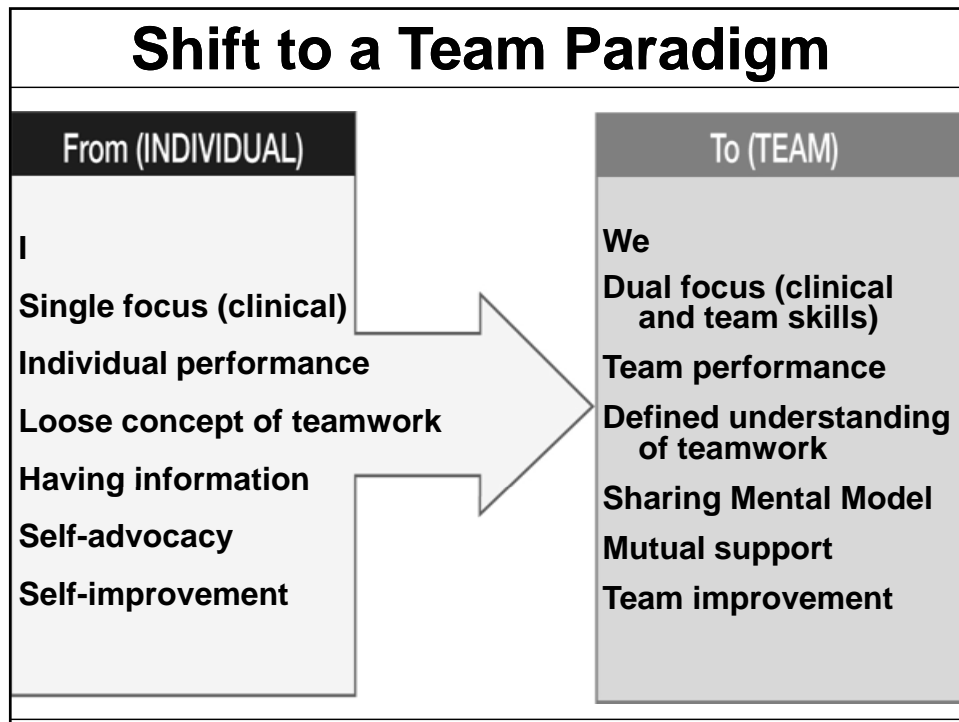 Shift to a Team Paradigm
From (INDIVIDUAL)
I
Single focus (clinical)
Individual performance
Loose concept of teamwork
Having information
Self-advocacy
Self-improvement
To (TEAM)
We
Dual focus (clinical
and team skills)
Team performance
Defined understanding
of teamwork
Sharing Mental Model
Mutual support
Team improvement